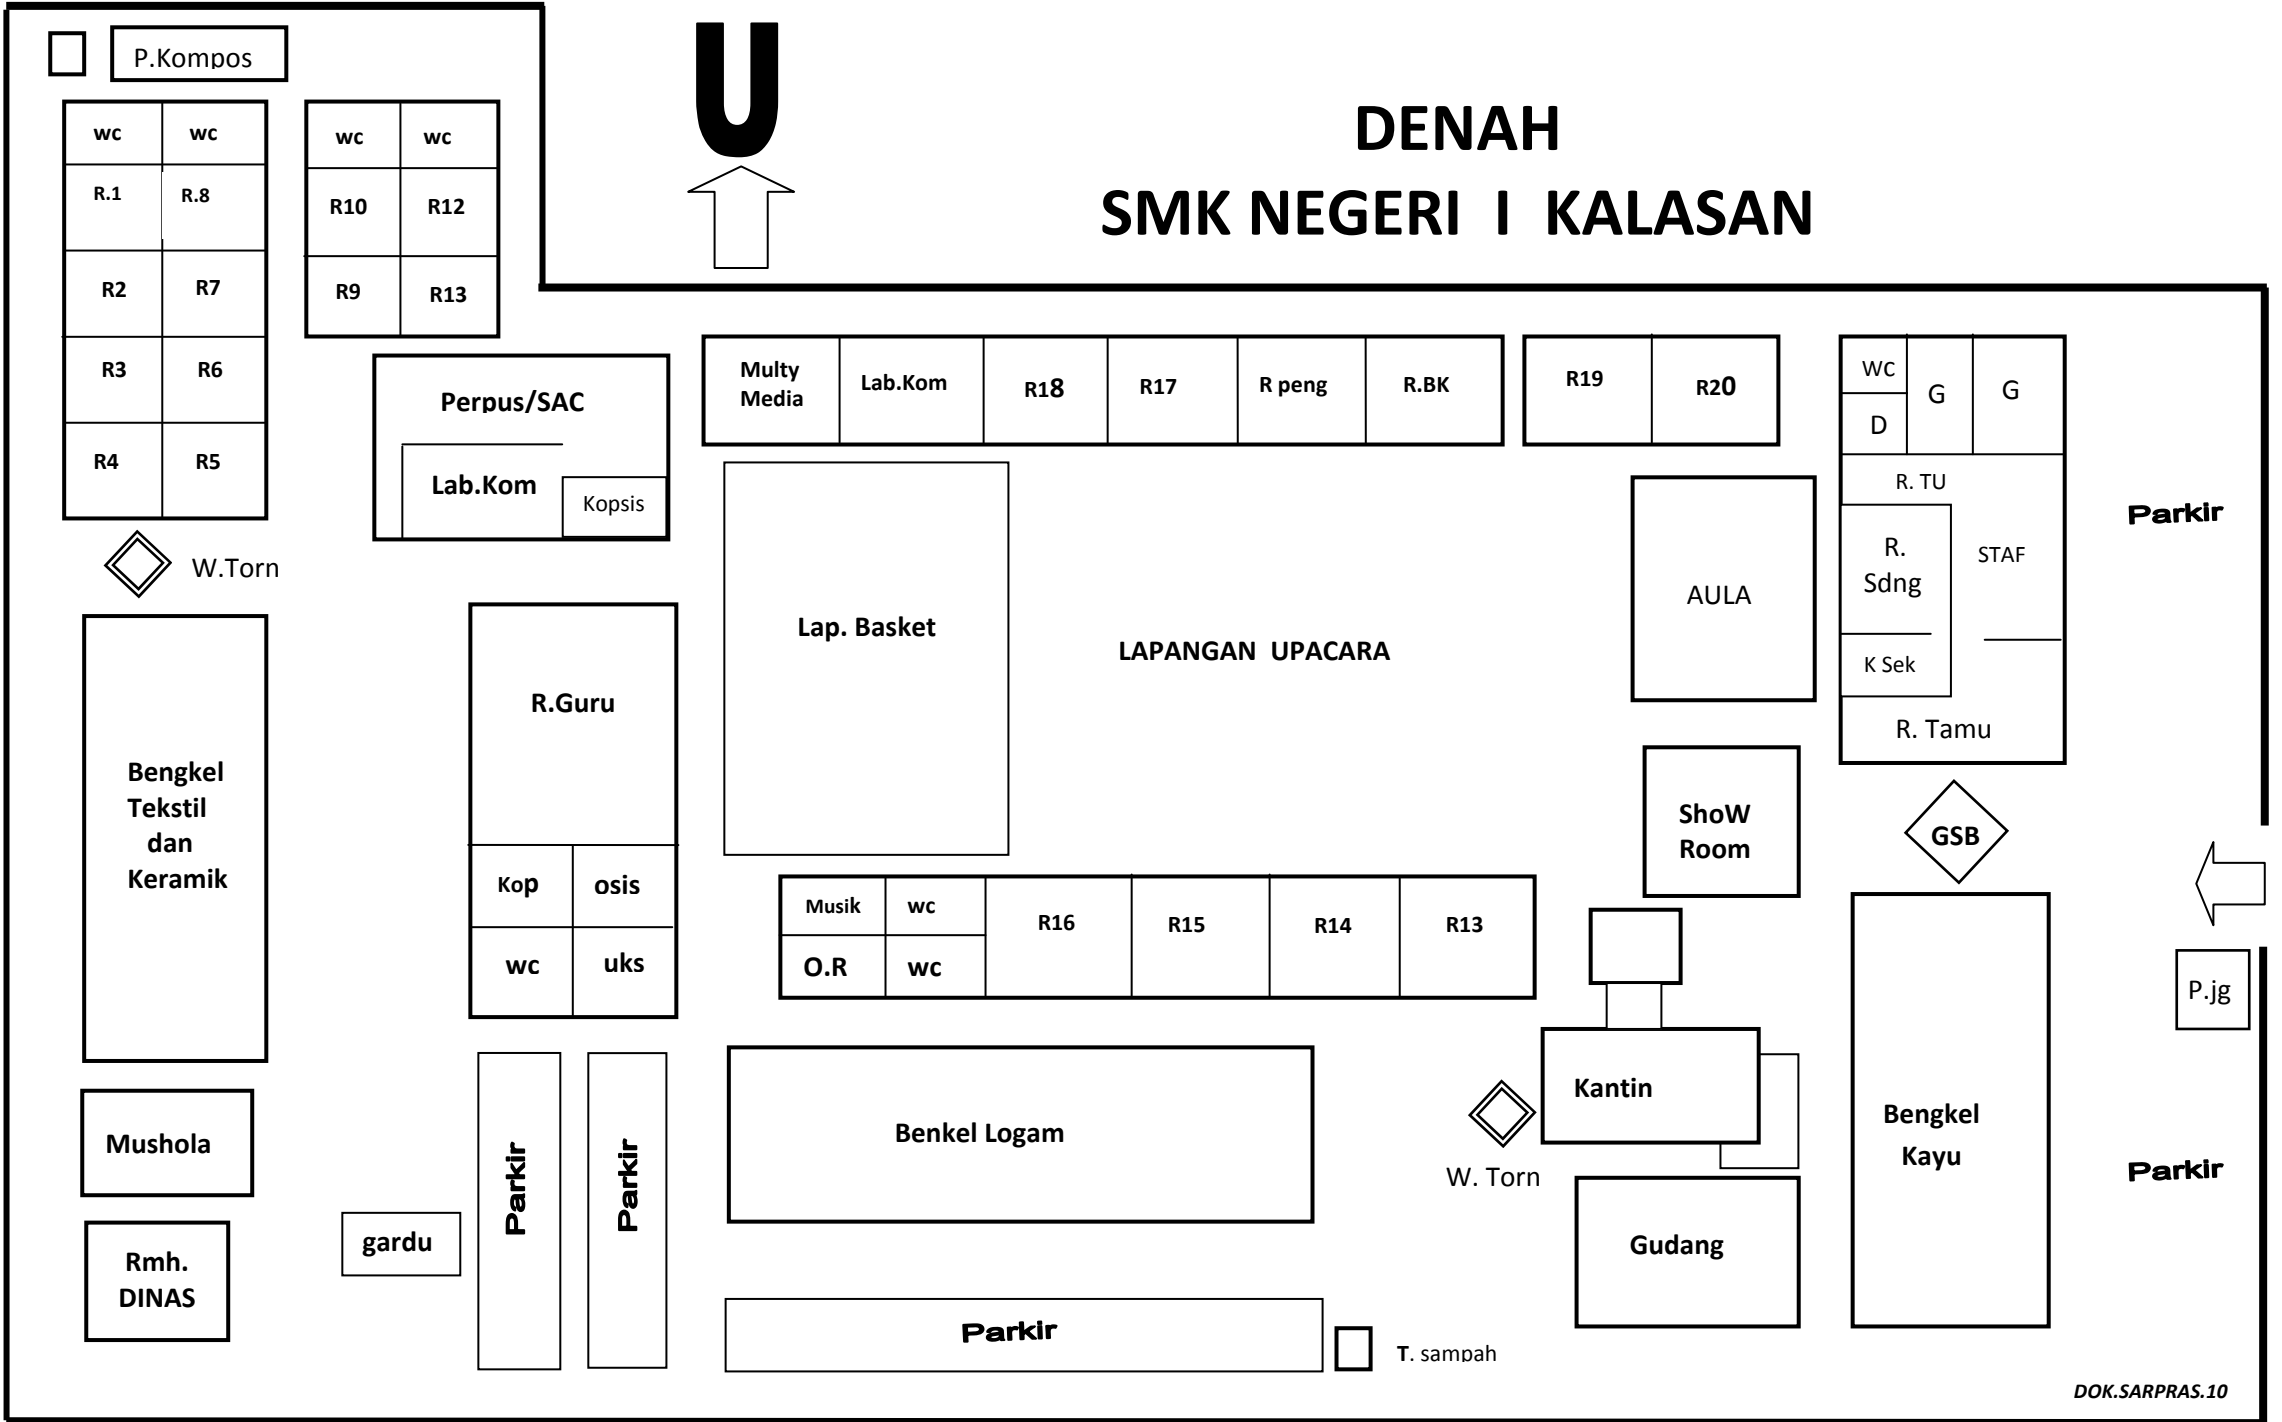 U
DENAH
SMK NEGERI I KALASAN
P.Kompos
wc
wc
R.1
R.8
R2
R7
R3
R6
R4
R5
wc
wc
R10
R12
R9
R13
Perpus/SAC
Lab.Kom
Kopsis
Multy
Media
Lab.Kom
R18
R17
R peng
R.BK
R19
R20
WC
D
G
G
R. TU
R.
Sdng
STAF
K Sek
R. Tamu
Parkir
W.Torn
Bengkel
Tekstil
dan
Keramik
R.Guru
Kop
osis
wc
uks
Lap. Basket
LAPANGAN UPACARA
AULA
ShoW
Room
GSB
Musik
wc
O.R
wc
R16
R15
R14
R13
P.jg
Mushola
Rmh.
DINAS
gardu
Parkir
Parkir
Benkel Logam
W. Torn
Kantin
Gudang
Bengkel
Kayu
Parkir
Parkir
T. sampah
DOK.SARPRAS.10